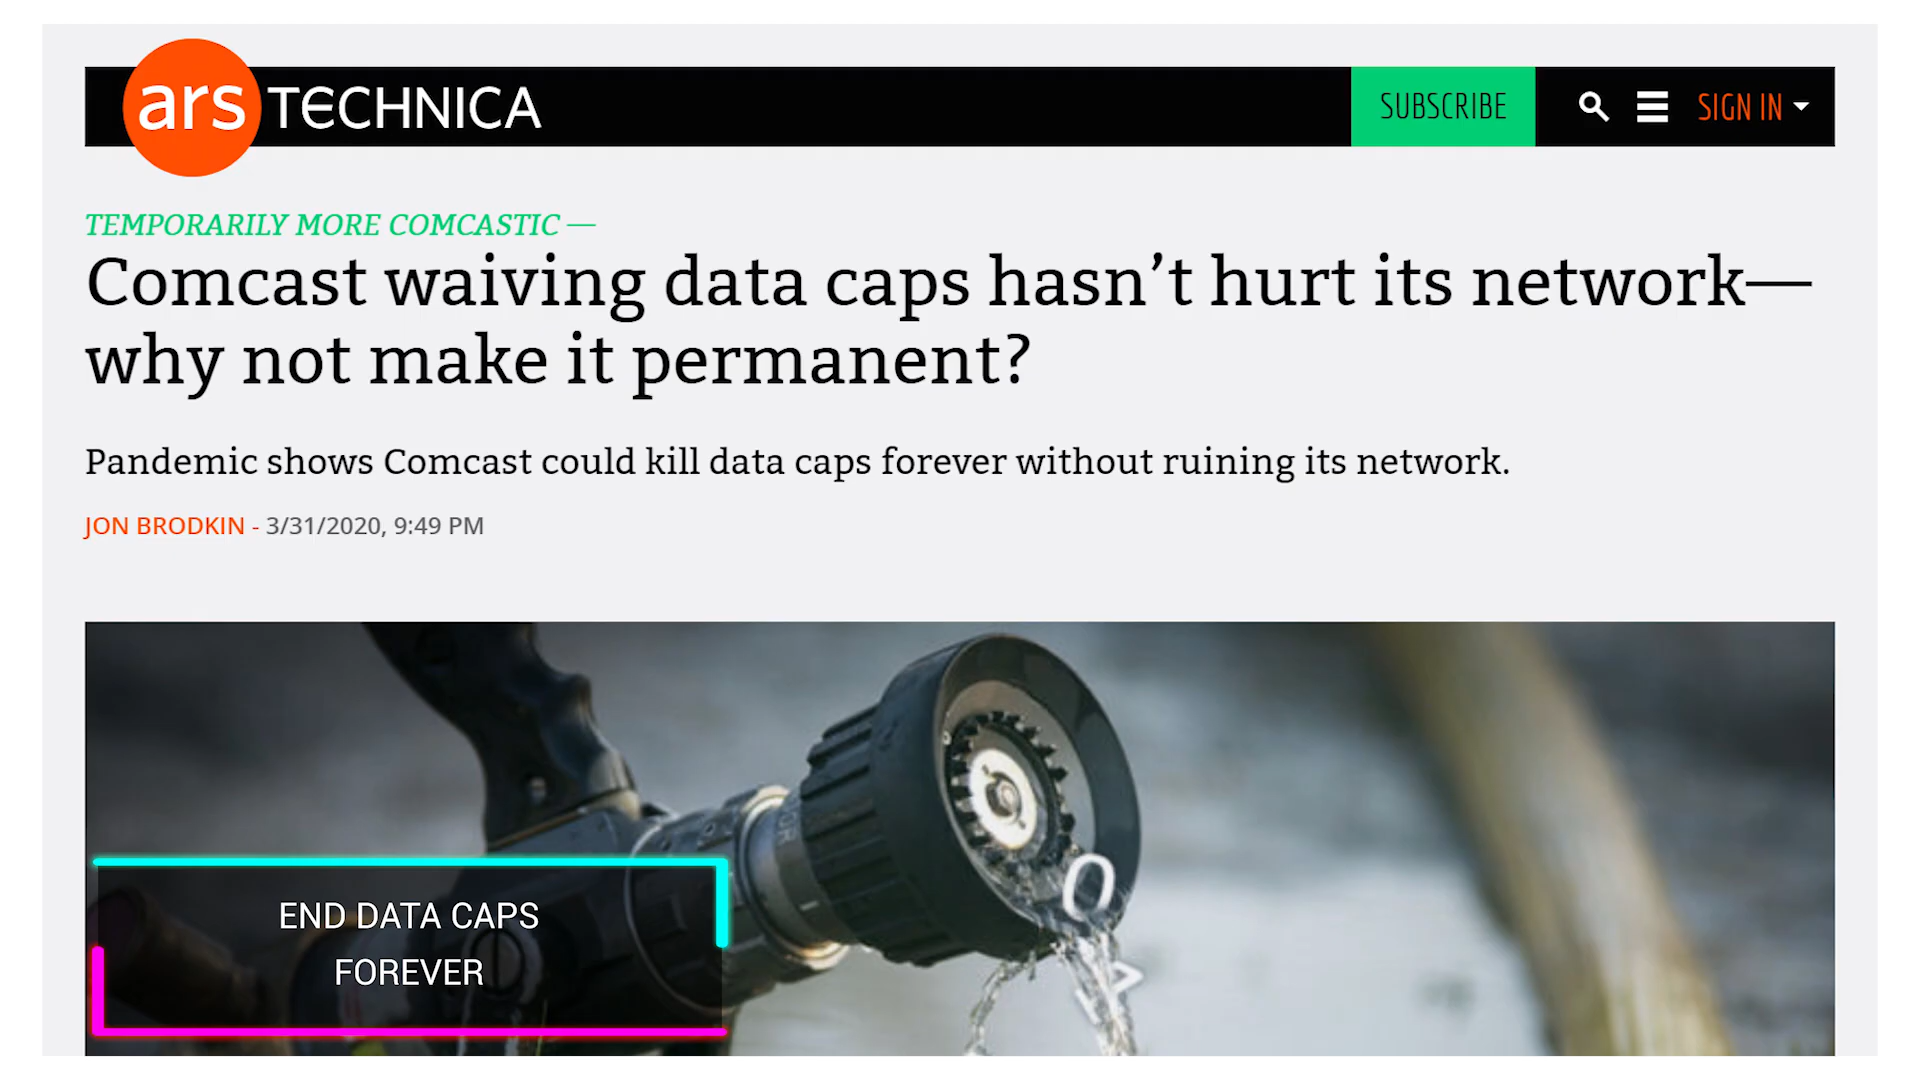 ars TECHNICA
SUBSCRIBE
SIGN IN
TEMPORARILY MORE COMCASTIC —
Comcast waiving data caps hasn’t hurt its network—
why not make it permanent?
Pandemic shows Comcast could kill data caps forever without ruining its network.
JON BRODKIN - 3/31/2020, 9:49 PM
0
1
END DATA CAPS
FOREVER